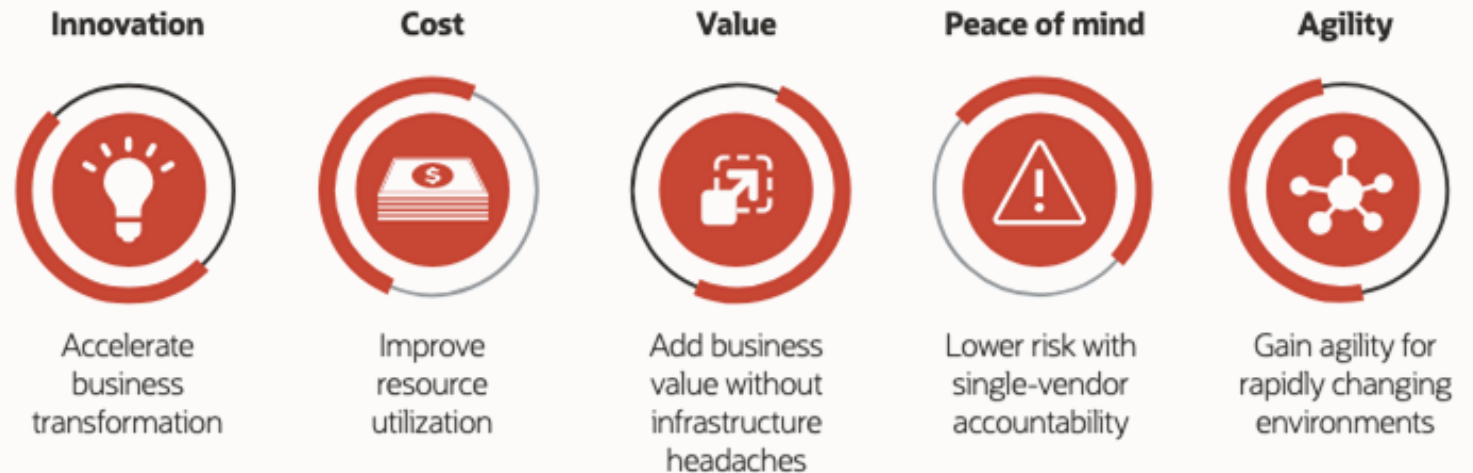 Innovation
Cost
Value
Peace of mind
Agility
$
Accelerate
business
transformation
Improve
resource
utilization
Add business
value without
infrastructure
headaches
Lower risk with
single-vendor
accountability
Gain agility for
rapidly changing
environments